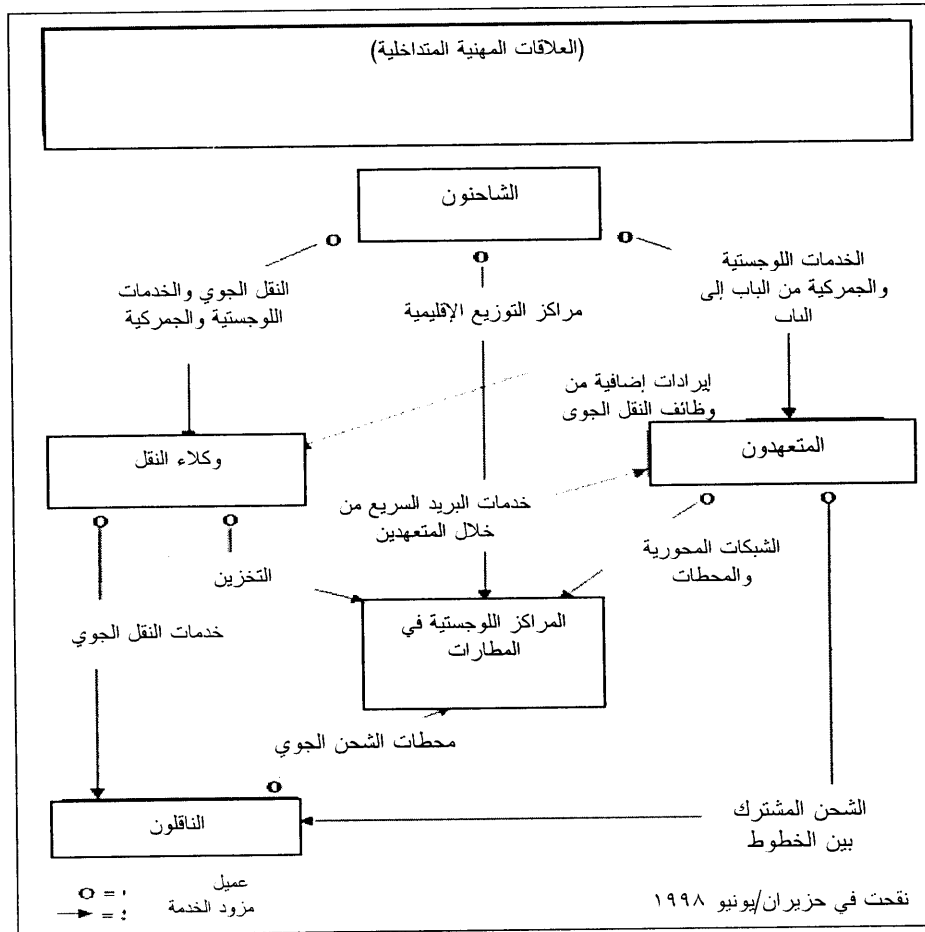 (العلاقات المهنية المتداخلية)
الشاحنون
الخدمات اللوجستية
والجمركية من الباب إلى
الباب
مراكز التوزيع الإقليمية
النقل الجوي والخدمات
اللوجستية والجمركية
إيرادات إضافية من
وظائف النقل الجوى
المتعهدون
وكلاء النقل
خدمات البريد السريع من
خلال المتعهدين
الشبكات المحورية
والمحطات
التخزين
المراكز اللوجستية في
المطارات
خدمات النقل الجوي
محطات الشحن الجوي
الناقلون
الشحن المشترك
بين الخطوط
عميل
مزود الخدمة
نقحت في حزيران/يونيو ١٩٩٨